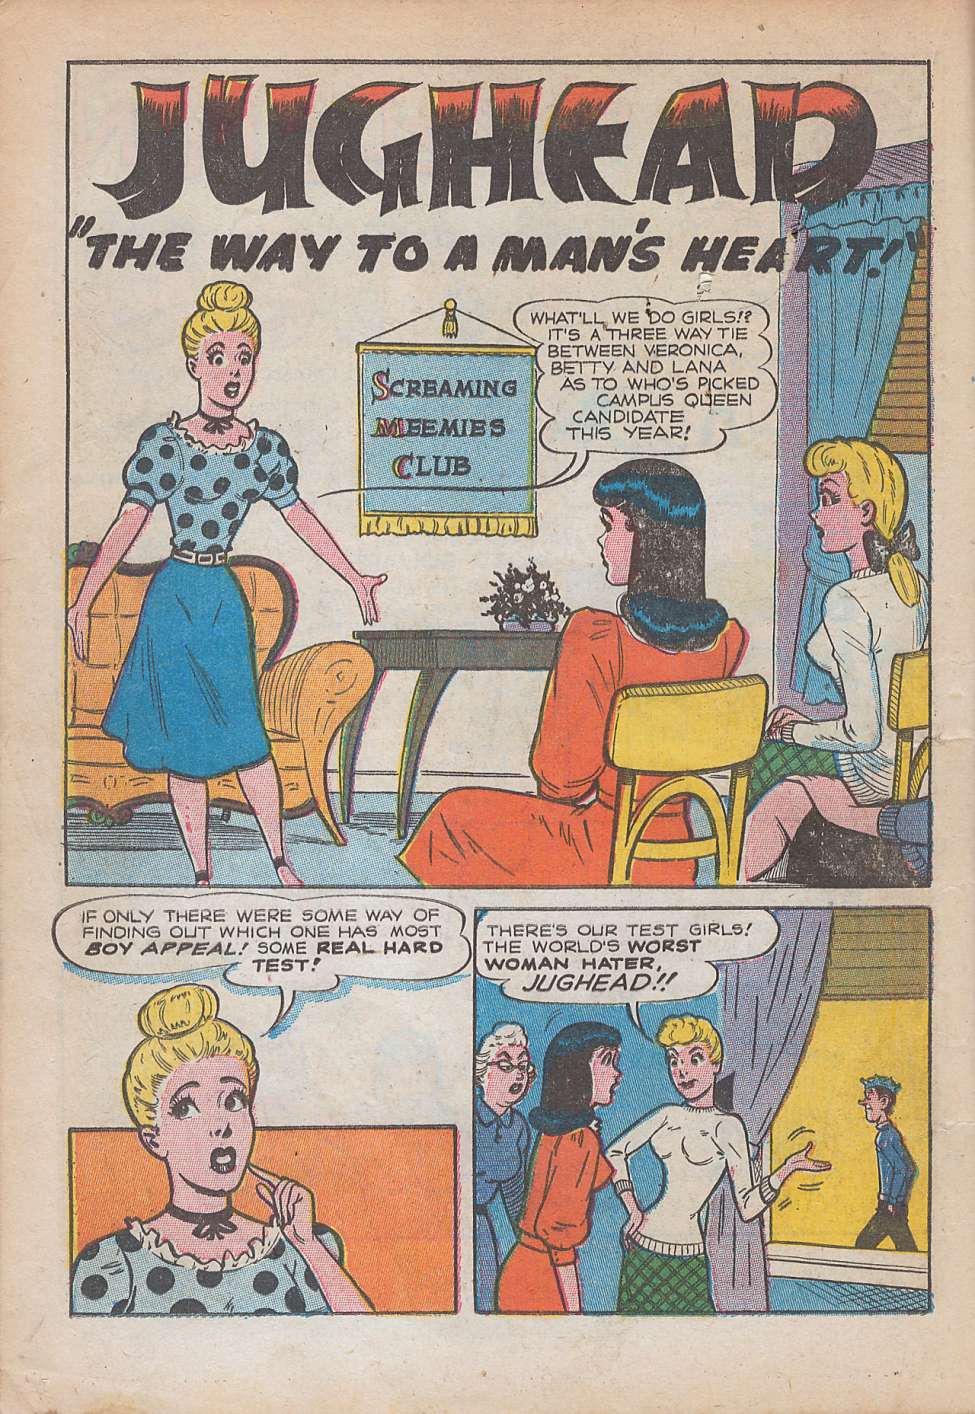 JUGHEAD
"THE WAY TO A MAN'S HEART!"
WHAT'LL WE DO GIRLS!?
IT'S A THREE WAY TIE
BETWEEN VERONICA,
BETTY AND LANA
AS TO WHO'S PICKED
CAMPUS QUEEN
CANDIDATE
THIS YEAR!
SCREAMING
MEEMIES
CLUB
IF ONLY THERE WERE SOME WAY OF
FINDING OUT WHICH ONE HAS MOST
BOY APPEAL! SOME REAL HARD
TEST!
THERE'S OUR TEST GIRLS!
THE WORLD'S WORST
WOMAN HATER,
JUGHEAD!!